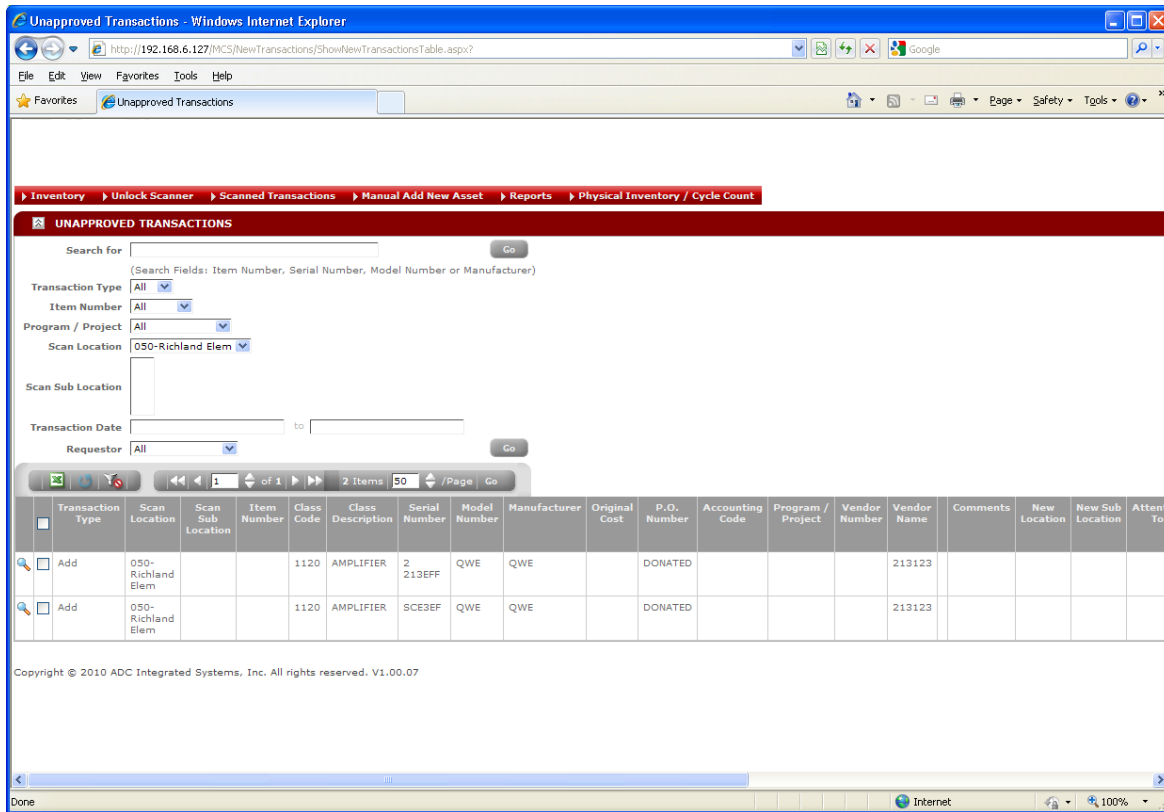 Unapproved Transactions - Windows Internet Explorer
http://192.168.6.127/MCS/NewTransactions/ShowNewTransactionsTable.aspx?
Google
File Edit View Favorites Tools Help
Favorites Unapproved Transactions Page Safety Tools
Inventory Unlock Scanner Scanned Transactions Manual Add New Asset Reports Physical Inventory / Cycle Count
UNAPPROVED TRANSACTIONS
Search for Go
(Search Fields: Item Number, Serial Number, Model Number or Manufacturer)
Transaction Type All
Item Number All
Program / Project All
Scan Location 050-Richland Elem
Scan Sub Location
Transaction Date to
Requestor All Go
1 of 1 2 Items 50 /Page Go
Transaction Scan Scan Item Class Class Serial Model Manufacturer Original P.O. Accounting Program / Vendor Vendor Comments New New Sub Attent
Type Location Sub Number Code Description Number Number Cost Number Code Project Number Name Location Location To
Location
Add 050- 1120 AMPLIFIER 2 QWE QWE DONATED 213123
Richland 213EFF
Elem
Add 050- 1120 AMPLIFIER SCE3EF QWE QWE DONATED 213123
Richland
Elem
Copyright © 2010 ADC Integrated Systems, Inc. All rights reserved. V1.00.07
Done Internet 100%